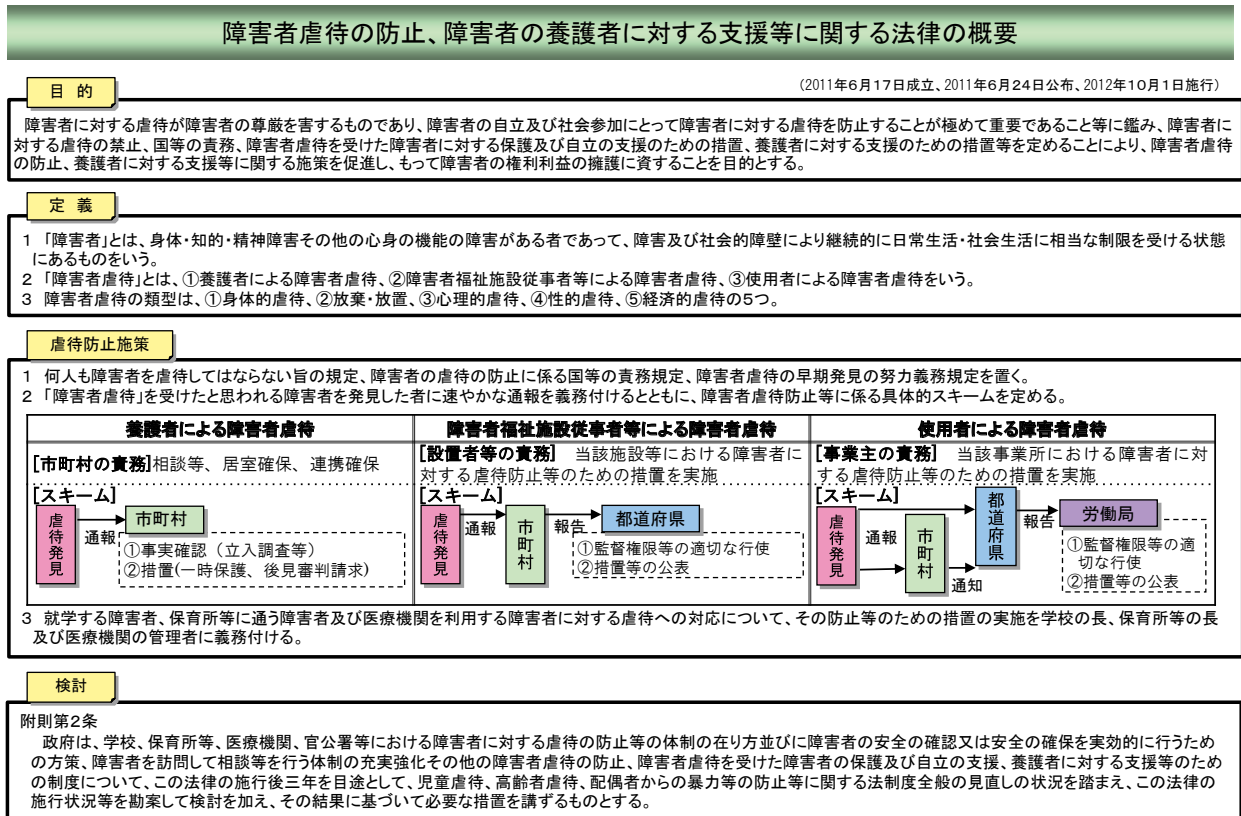 障害者虐待の防止、障害者の養護者に対する支援等に関する法律の概要
(2011年6月17日成立、2011年6月24日公布、2012年10月1日施行)
目 的
障害者に対する虐待が障害者の尊厳を害するものであり、障害者の自立及び社会参加にとって障害者に対する虐待を防止することが極めて重要であること等に鑑み、障害者に
対する虐待の禁止、国等の責務、障害者虐待を受けた障害者に対する保護及び自立の支援のための措置、養護者に対する支援のための措置等を定めることにより、障害者虐待
の防止、養護者に対する支援等に関する施策を促進し、もって障害者の権利利益の擁護に資することを目的とする。
定 義
1 「障害者」とは、身体・知的・精神障害その他の心身の機能の障害がある者であって、障害及び社会的障壁により継続的に日常生活・社会生活に相当な制限を受ける状態
にあるものをいう。
2 「障害者虐待」とは、①養護者による障害者虐待、②障害者福祉施設従事者等による障害者虐待、③使用者による障害者虐待をいう。
3 障害者虐待の類型は、①身体的虐待、②放棄・放置、③心理的虐待、④性的虐待、⑤経済的虐待の5つ。
虐待防止施策
1 何人も障害者を虐待してはならない旨の規定、障害者の虐待の防止に係る国等の責務規定、障害者虐待の早期発見の努力義務規定を置く。
2 「障害者虐待」を受けたと思われる障害者を発見した者に速やかな通報を義務付けるとともに、障害者虐待防止等に係る具体的スキームを定める。
養護者による障害者虐待
[市町村の責務]相談等、居室確保、連携確保
[スキーム]
虐待発見
通報
市町村
①事実確認（立入調査等）
②措置(一時保護、後見審判請求)
障害者福祉施設従事者等による障害者虐待
[設置者等の責務] 当該施設等における障害者に
対する虐待防止等のための措置を実施
[スキーム]
虐待発見
通報
市町村
報告
都道府県
①監督権限等の適切な行使
②措置等の公表
使用者による障害者虐待
[事業主の責務] 当該事業所における障害者に対
する虐待防止等のための措置を実施
[スキーム]
虐待発見
通報
市町村
通知
都道府県
報告
労働局
①監督権限等の適
切な行使
②措置等の公表
3 就学する障害者、保育所等に通う障害者及び医療機関を利用する障害者に対する虐待への対応について、その防止等のための措置の実施を学校の長、保育所等の長
及び医療機関の管理者に義務付ける。
検討
附則第2条
政府は、学校、保育所等、医療機関、官公署等における障害者に対する虐待の防止等の体制の在り方並びに障害者の安全の確認又は安全の確保を実効的に行うため
の方策、障害者を訪問して相談等を行う体制の充実強化その他の障害者虐待の防止、障害者虐待を受けた障害者の保護及び自立の支援、養護者に対する支援等のため
の制度について、この法律の施行後三年を目途として、児童虐待、高齢者虐待、配偶者からの暴力等の防止等に関する法制度全般の見直しの状況を踏まえ、この法律の
施行状況等を勘案して検討を加え、その結果に基づいて必要な措置を講ずるものとする。